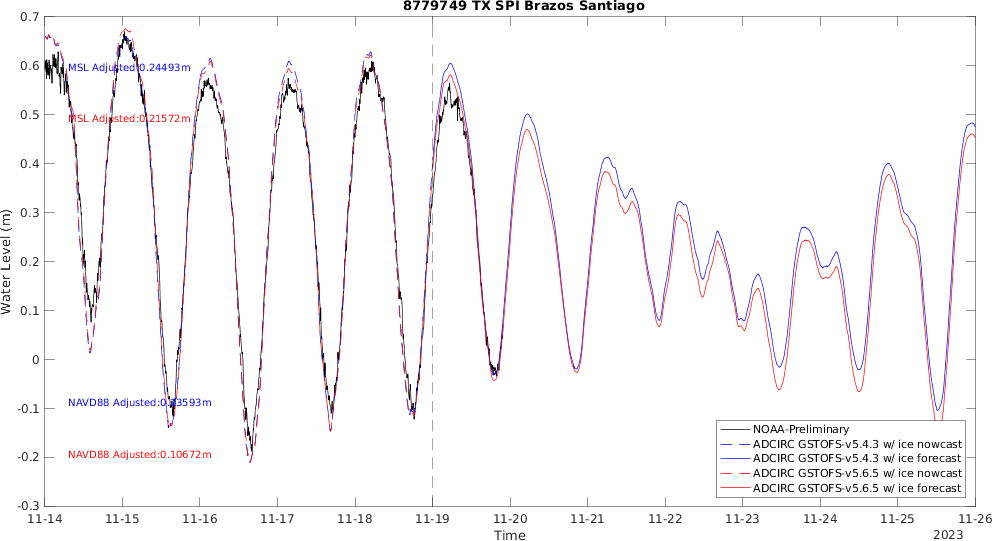 8779749 TX SPI Brazos Santiago
0.7
0.6
0.5
0.4
0.3
0.2
0.1
0
-0.1
-0.2
-0.3
Water Level (m)
MSL Adjusted:0.24493m
MSL Adjusted:0.21572m
NAVD88 Adjusted:
NAVD88 Adjusted:0.10672m
NOAA-Preliminary
ADCIRC GSTOFS-v5.4.3 w/ ice nowcast
ADCIRC GSTOFS-v5.4.3 w/ ice forecast
ADCIRC GSTOFS-v5.6.5 w/ ice nowcast
ADCIRC GSTOFS-v5.6.5 w/ ice forecast
11-14 11-15 11-16 11-17 11-18 11-19 11-20 11-21 11-22 11-23 11-24 11-25 11-26
Time
2023